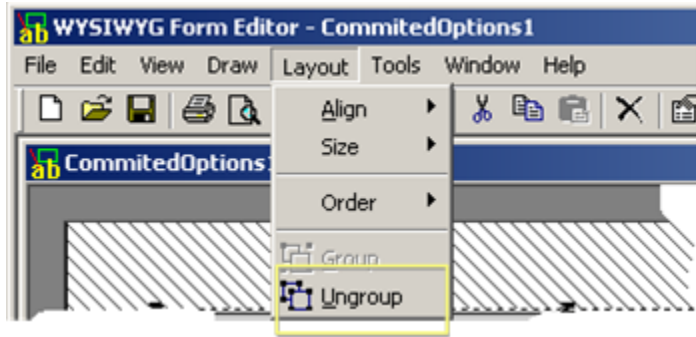 WYSIWYG Form Editor - CommitedOptions1
File Edit View Draw Layout Tools Window Help
Align
Size
CommitedOptions1
Order
Group
Ungroup